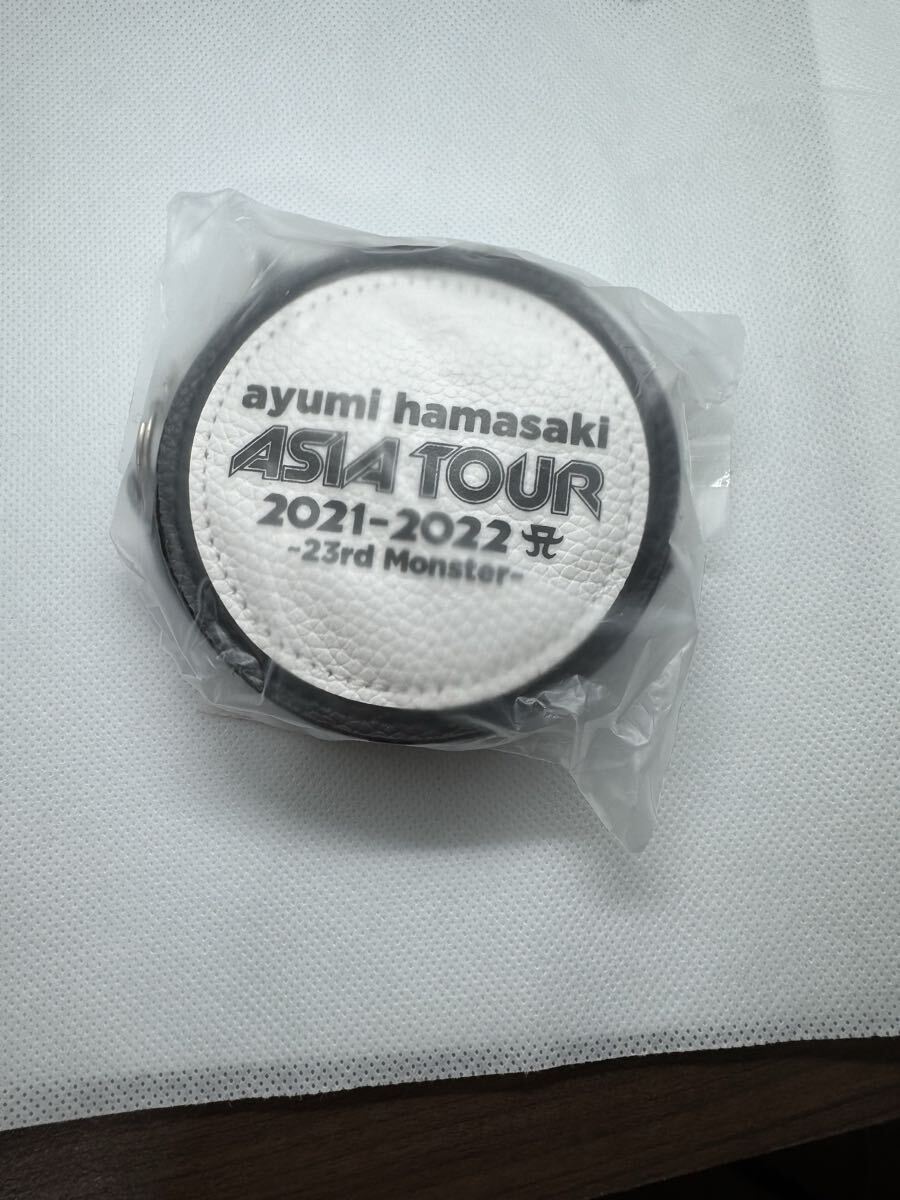 ayumi hamasaki
ASIA TOUR
2021-2022
-23rd Monster-